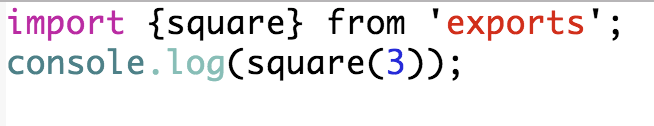 import {square} from 'exports';
console.log(square(3));